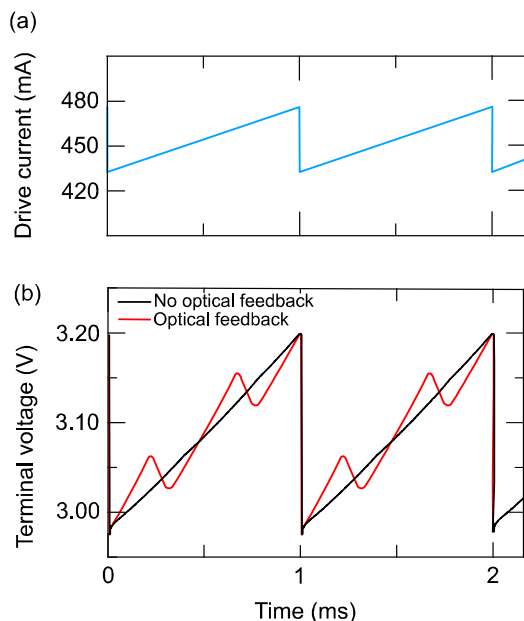 (a)
Drive current (mA)
480
450
420
(b)
No optical feedback
Optical feedback
Terminal voltage (V)
3.20
3.10
3.00
0
1
2
Time (ms)